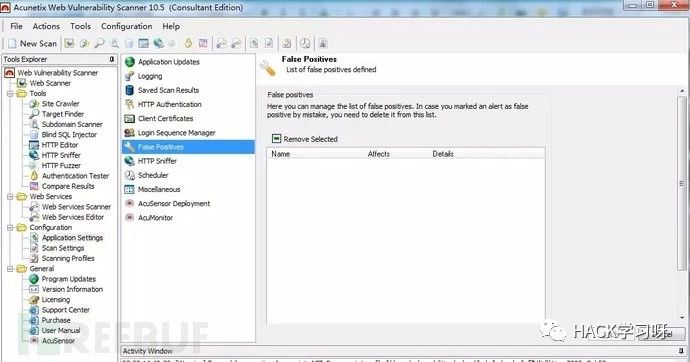 Acunetix Web Vulnerability Scanner 10.5 (Consultant Edition)
File Actions Tools Configuration Help
New Scan
Tools Explorer
Web Vulnerability Scanner
Web Scanner
Tools
Site Crawler
Target Finder
Subdomain Scanner
Blind SQL Injector
HTTP Editor
HTTP Sniffer
HTTP Fuzzer
Authentication Tester
Compare Results
Web Services
Web Services Scanner
Web Services Editor
Configuration
Application Settings
Scan Settings
Scanning Profiles
General
Program Updates
Version Information
Licensing
Support Center
Purchase
User Manual
AcuSensor
Application Updates
Logging
Saved Scan Results
HTTP Authentication
Client Certificates
Login Sequence Manager
False Positives
HTTP Sniffer
Scheduler
Miscellaneous
AcuSensor Deployment
AcuMonitor
False Positives
List of false positives defined
False positives
Here you can manage the list of false positives. In case you marked an alert as false
positive by mistake, you need to delete it from this list.
Remove Selected
Name Affects Details
HACK学习呀
Activity Window